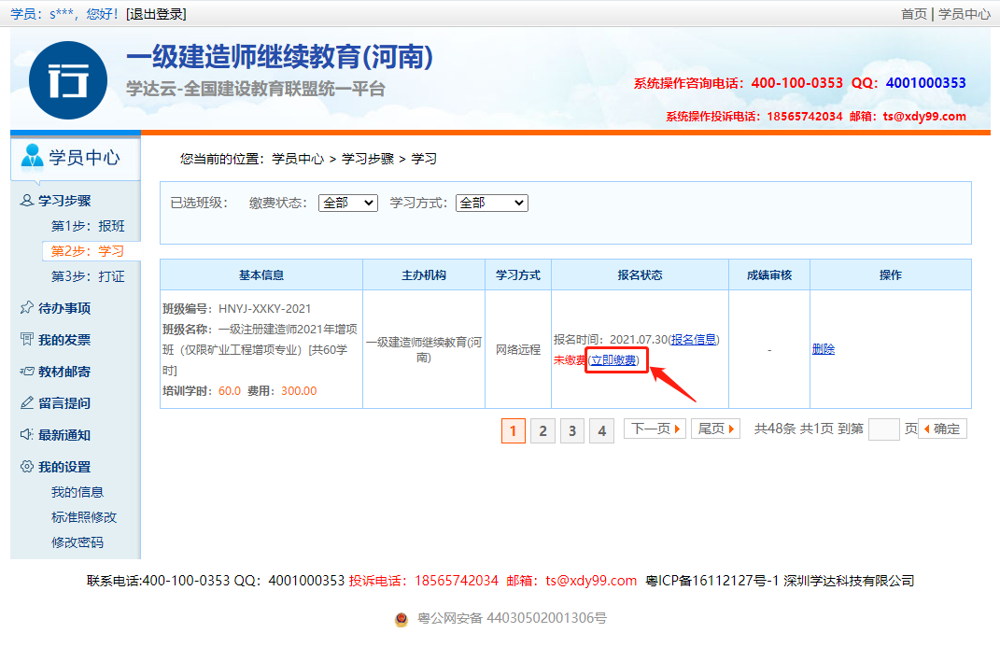 学员：s***，您好！[退出登录]
首页 | 学员中心
一级建造师继续教育(河南)
学达云-全国建设教育联盟统一平台
系统操作咨询电话：400-100-0353 QQ：4001000353
系统操作投诉电话：18565742034 邮箱：ts@xdy99.com
学员中心
学习步骤
第1步：报班
第2步：学习
第3步：打证
待办事项
我的发票
教材邮寄
留言提问
最新通知
我的设置
我的信息
标准照修改
修改密码
您当前的位置：学员中心 > 学习步骤 > 学习
已选班级： 缴费状态： 全部 学习方式： 全部
基本信息 主办机构 学习方式 报名状态 成绩审核 操作
班级编号：HNYJ-XXKY-2021
班级名称：一级注册建造师2021年增项
班（仅限矿业工程增项专业）[共60学
时]
培训学时：60.0 费用：300.00
一级建造师继续教育(河
南)
网络远程
报名时间：2021.07.30(报名信息)
未缴费(立即缴费)
-
删除
1 2 3 4 下一页 尾页 共48条 共1页 到第 页 确定
联系电话:400-100-0353 QQ：4001000353 投诉电话：18565742034 邮箱：ts@xdy99.com 粤ICP备16112127号-1 深圳学达科技有限公司
粤公网安备 44030502001306号